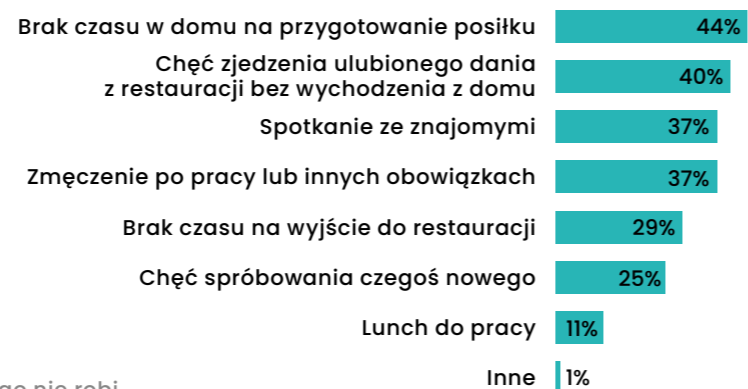 Brak czasu w domu na przygotowanie posiłku 44%
Chęć zjedzenia ulubionego dania
z restauracji bez wychodzenia z domu 40%
Spotkanie ze znajomymi 37%
Zmęczenie po pracy lub innych obowiązkach 37%
Brak czasu na wyjście do restauracji 29%
Chęć spróbowania czegoś nowego 25%
Lunch do pracy 11%
Inne 1%
nie robi